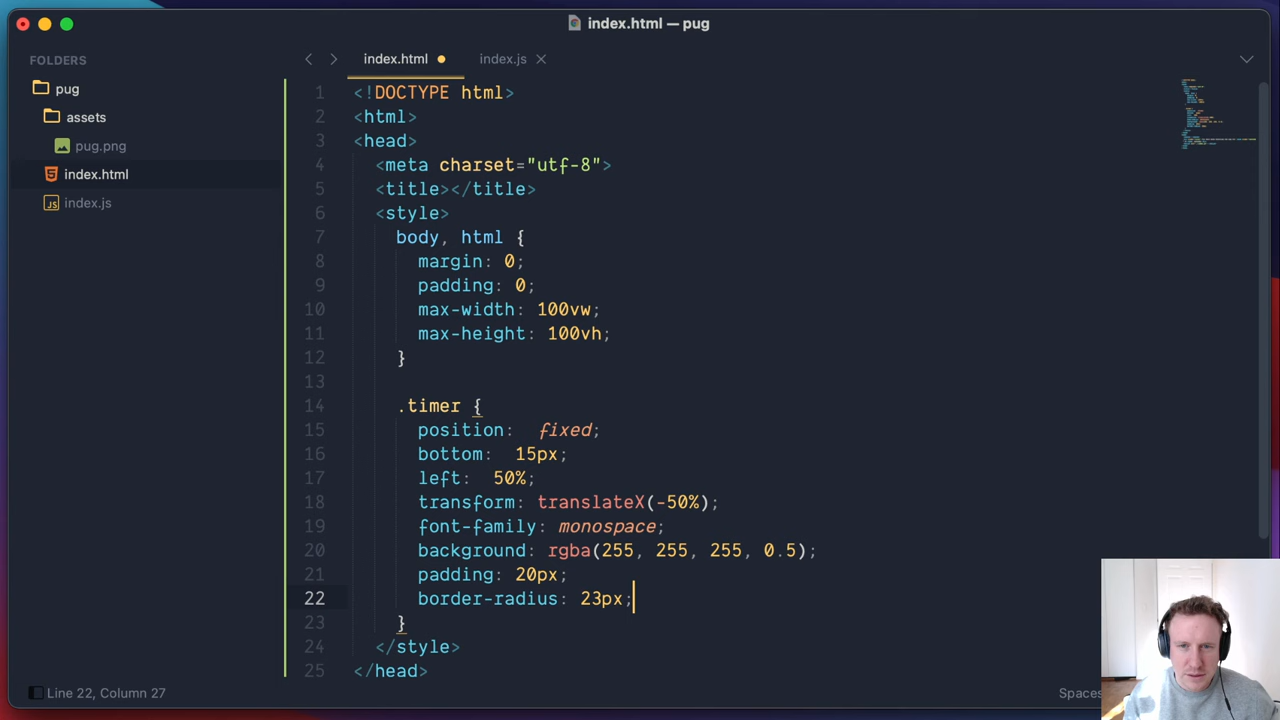 index.html — pug
FOLDERS
pug
assets
pug.png
index.html
index.js
index.html
index.js
1 <!DOCTYPE html>
2 <html>
3 <head>
4 <meta charset="utf-8">
5 <title></title>
6 <style>
7 body, html {
8 margin: 0;
9 padding: 0;
10 max-width: 100vw;
11 max-height: 100vh;
12 }
13
14 .timer {
15 position:  fixed;
16 bottom:  15px;
17 left:  50%;
18 transform: translateX(-50%);
19 font-family: monospace;
20 background: rgba(255, 255, 255, 0.5);
21 padding: 20px;
22 border-radius: 23px;
23 }
24 </style>
25 </head>
Line 22, Column 27
Spaces